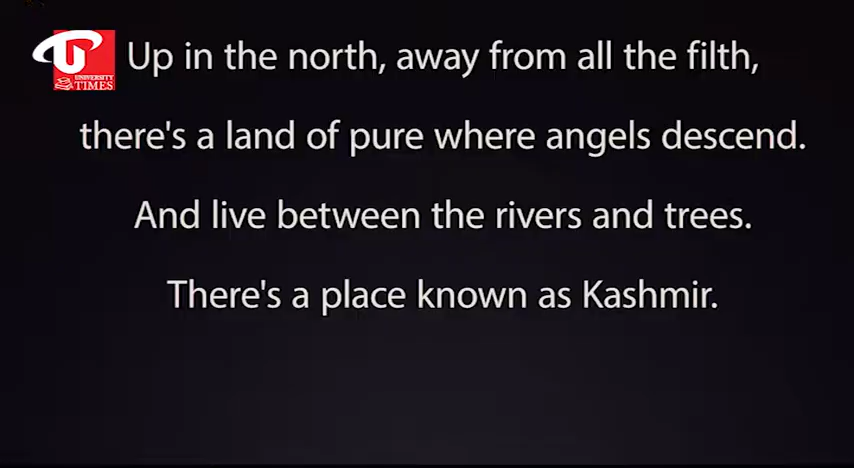 UNIVERSITY
TIMES
Up in the north, away from all the filth,
there's a land of pure where angels descend.
And live between the rivers and trees.
There's a place known as Kashmir.